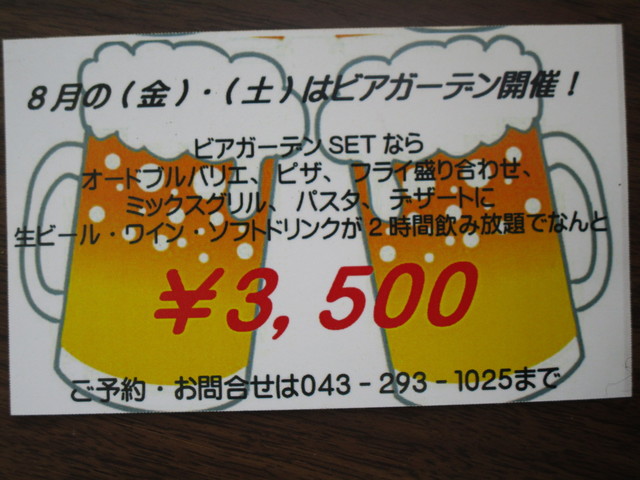 8月の(金)・(土)はビアガーデン開催!
ビアガーデンSETなら
オードブルバリエ、ピザ、フライ盛り合わせ、
ミックスグリル、パスタ、デザートに
生ビール・ワイン・ソフトドリンクが2時間飲み放題でなんと
¥3,500
ご予約・お問合せは043-293-1025まで